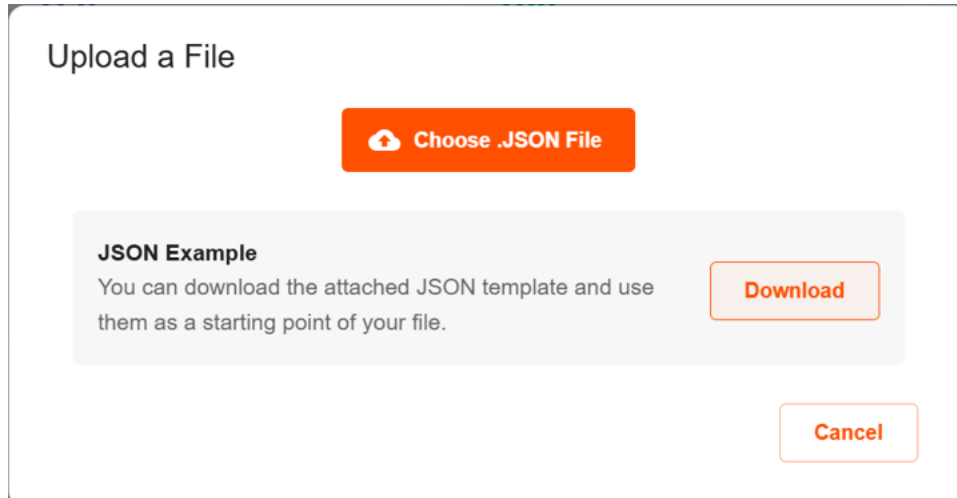 Upload a File
Choose .JSON File
JSON Example
You can download the attached JSON template and use
them as a starting point of your file.
Download
Cancel